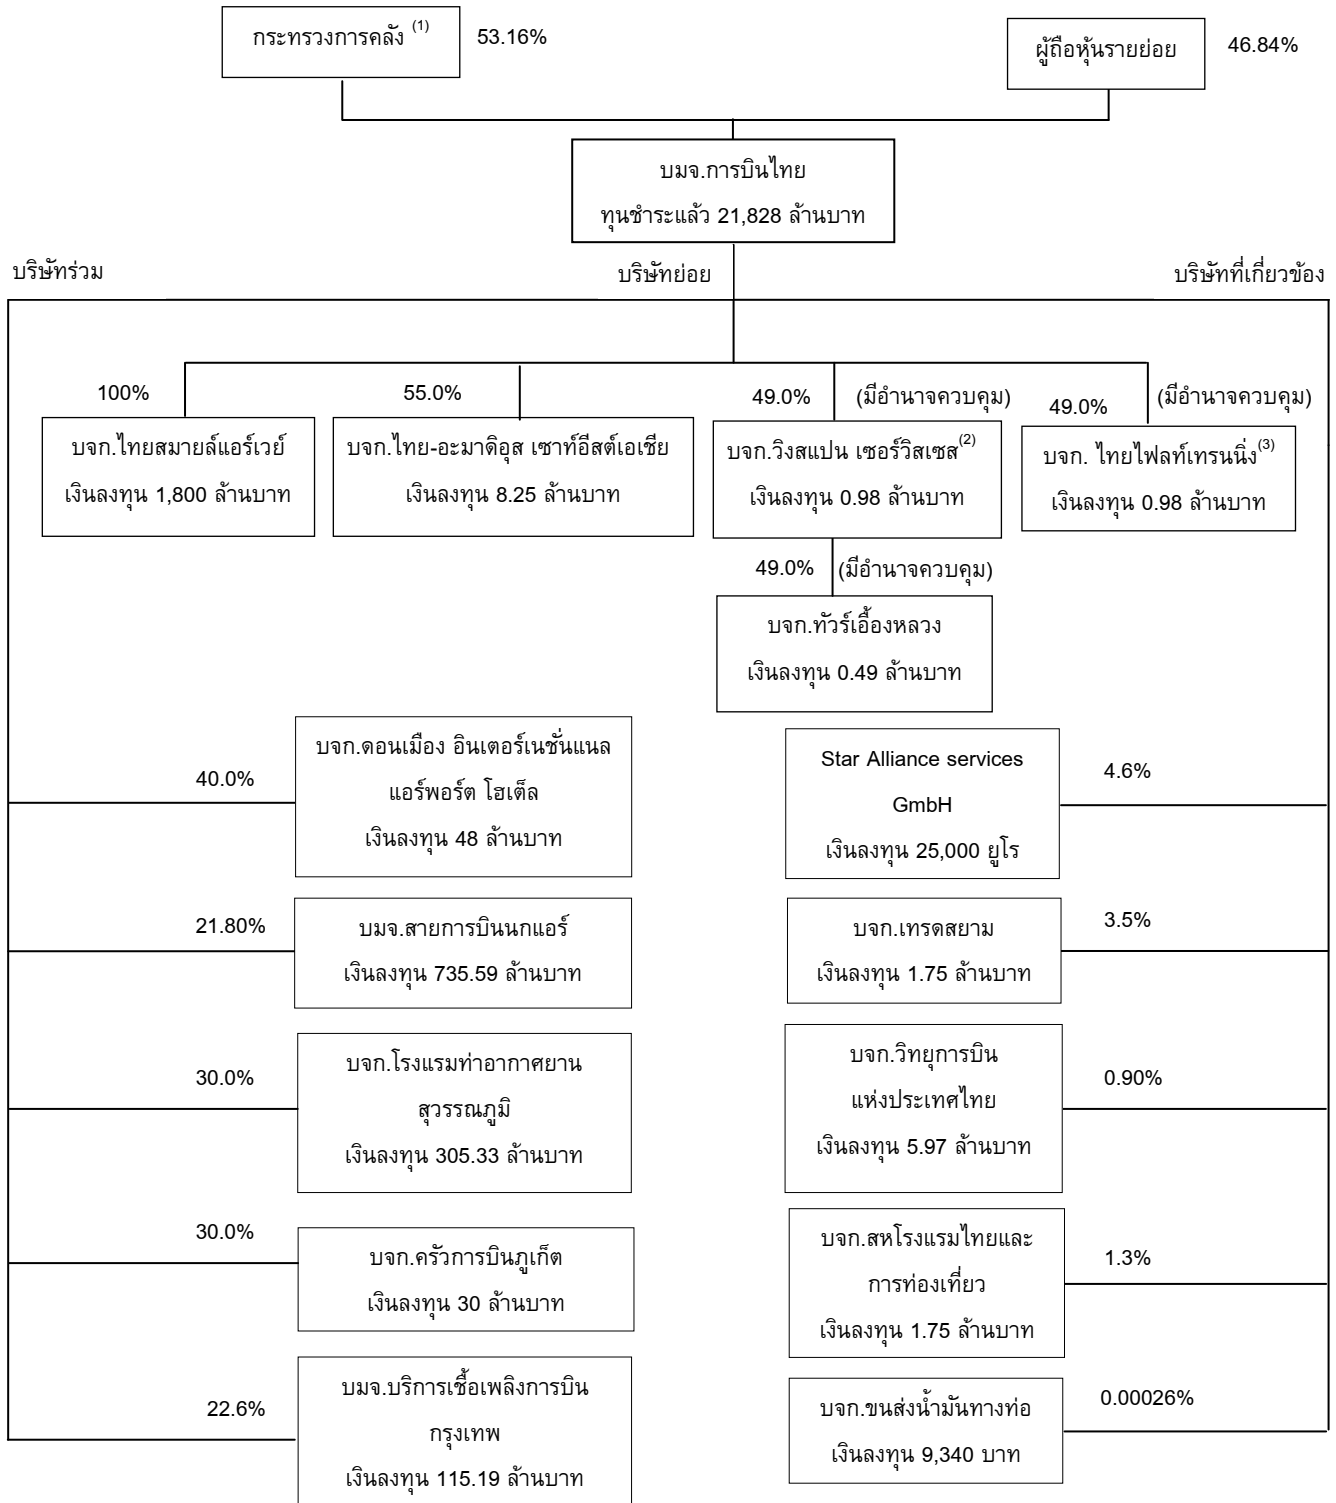 กระทรวงการคลัง (1)
53.16%
ผู้ถือหุ้นรายย่อย
46.84%
บมจ.การบินไทย
ทุนชำระแล้ว 21,828 ล้านบาท
บริษัทร่วม
บริษัทย่อย
บริษัทที่เกี่ยวข้อง
100%
บจก.ไทยสมายล์แอร์เวย์
เงินลงทุน 1,800 ล้านบาท
55.0%
บจก.ไทย-อะมาดิอุส เซาท์อีสต์เอเชีย
เงินลงทุน 8.25 ล้านบาท
49.0%
(มีอำนาจควบคุม)
บจก.วิงสแปน เซอร์วิสเซส(2)
เงินลงทุน 0.98 ล้านบาท
49.0%
(มีอำนาจควบคุม)
บจก. ไทยไฟลท์เทรนนิ่ง(3)
เงินลงทุน 0.98 ล้านบาท
49.0%
(มีอำนาจควบคุม)
บจก.ทัวร์เอื้องหลวง
เงินลงทุน 0.49 ล้านบาท
40.0%
บจก.ดอนเมือง อินเตอร์เนชั่นแนล
แอร์พอร์ต โฮเต็ล
เงินลงทุน 48 ล้านบาท
21.80%
บมจ.สายการบินนกแอร์
เงินลงทุน 735.59 ล้านบาท
30.0%
บจก.โรงแรมท่าอากาศยาน
สุวรรณภูมิ
เงินลงทุน 305.33 ล้านบาท
30.0%
บจก.ครัวการบินภูเก็ต
เงินลงทุน 30 ล้านบาท
22.6%
บมจ.บริการเชื้อเพลิงการบิน
กรุงเทพ
เงินลงทุน 115.19 ล้านบาท
Star Alliance services
GmbH
เงินลงทุน 25,000 ยูโร
4.6%
บจก.เทรดสยาม
เงินลงทุน 1.75 ล้านบาท
3.5%
บจก.วิทยุการบิน
แห่งประเทศไทย
เงินลงทุน 5.97 ล้านบาท
0.90%
บจก.สหโรงแรมไทยและ
การท่องเที่ยว
เงินลงทุน 1.75 ล้านบาท
1.3%
บจก.ขนส่งน้ำมันทางท่อ
เงินลงทุน 9,340 บาท
0.00026%